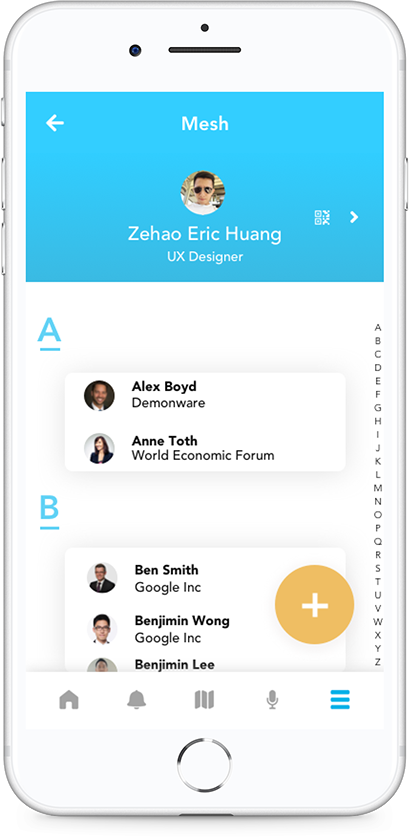 Mesh
Zehao Eric Huang
UX Designer
A
Alex Boyd
Demonware
Anne Toth
World Economic Forum
B
Ben Smith
Google Inc
Benjimin Wong
Google Inc
Benjimin Lee
A
B
C
D
E
F
G
H
I
J
K
L
M
N
O
P
Q
R
S
T
U
V
W
X
Y
Z